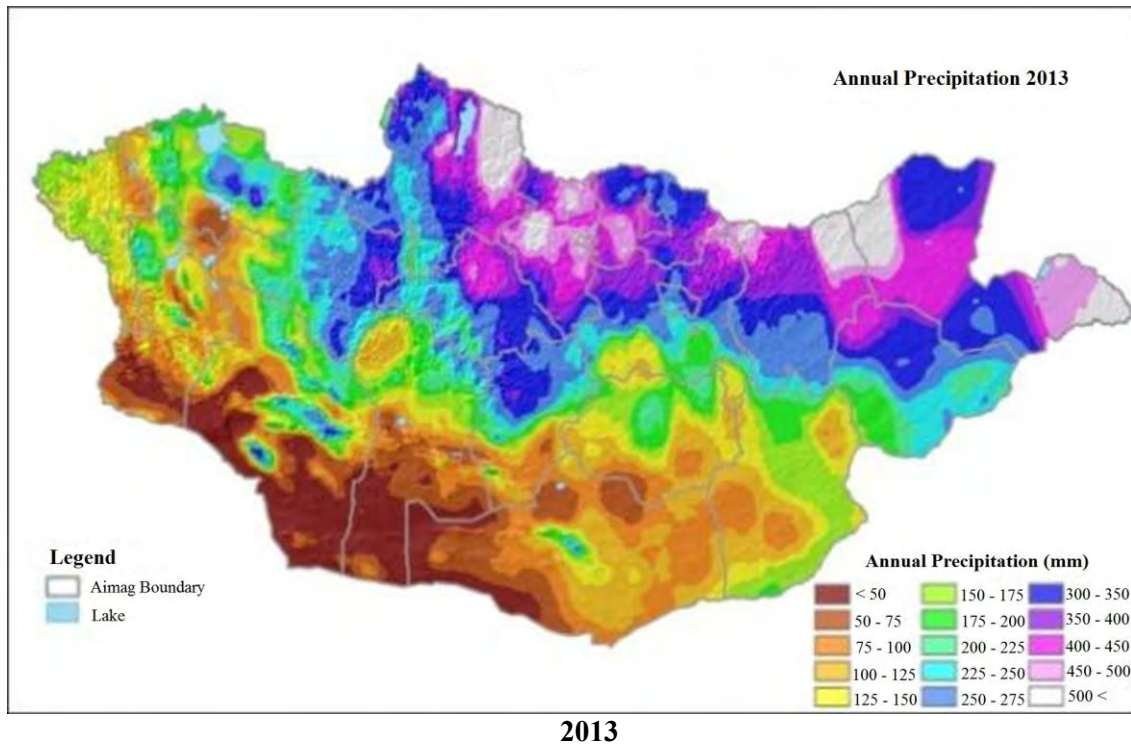 Annual Precipitation 2013
Legend
Aimag Boundary
Lake
Annual Precipitation (mm)
< 50
50 - 75
75 - 100
100 - 125
125 - 150
150 - 175
175 - 200
200 - 225
225 - 250
250 - 275
300 - 350
350 - 400
400 - 450
450 - 500
500 <
2013